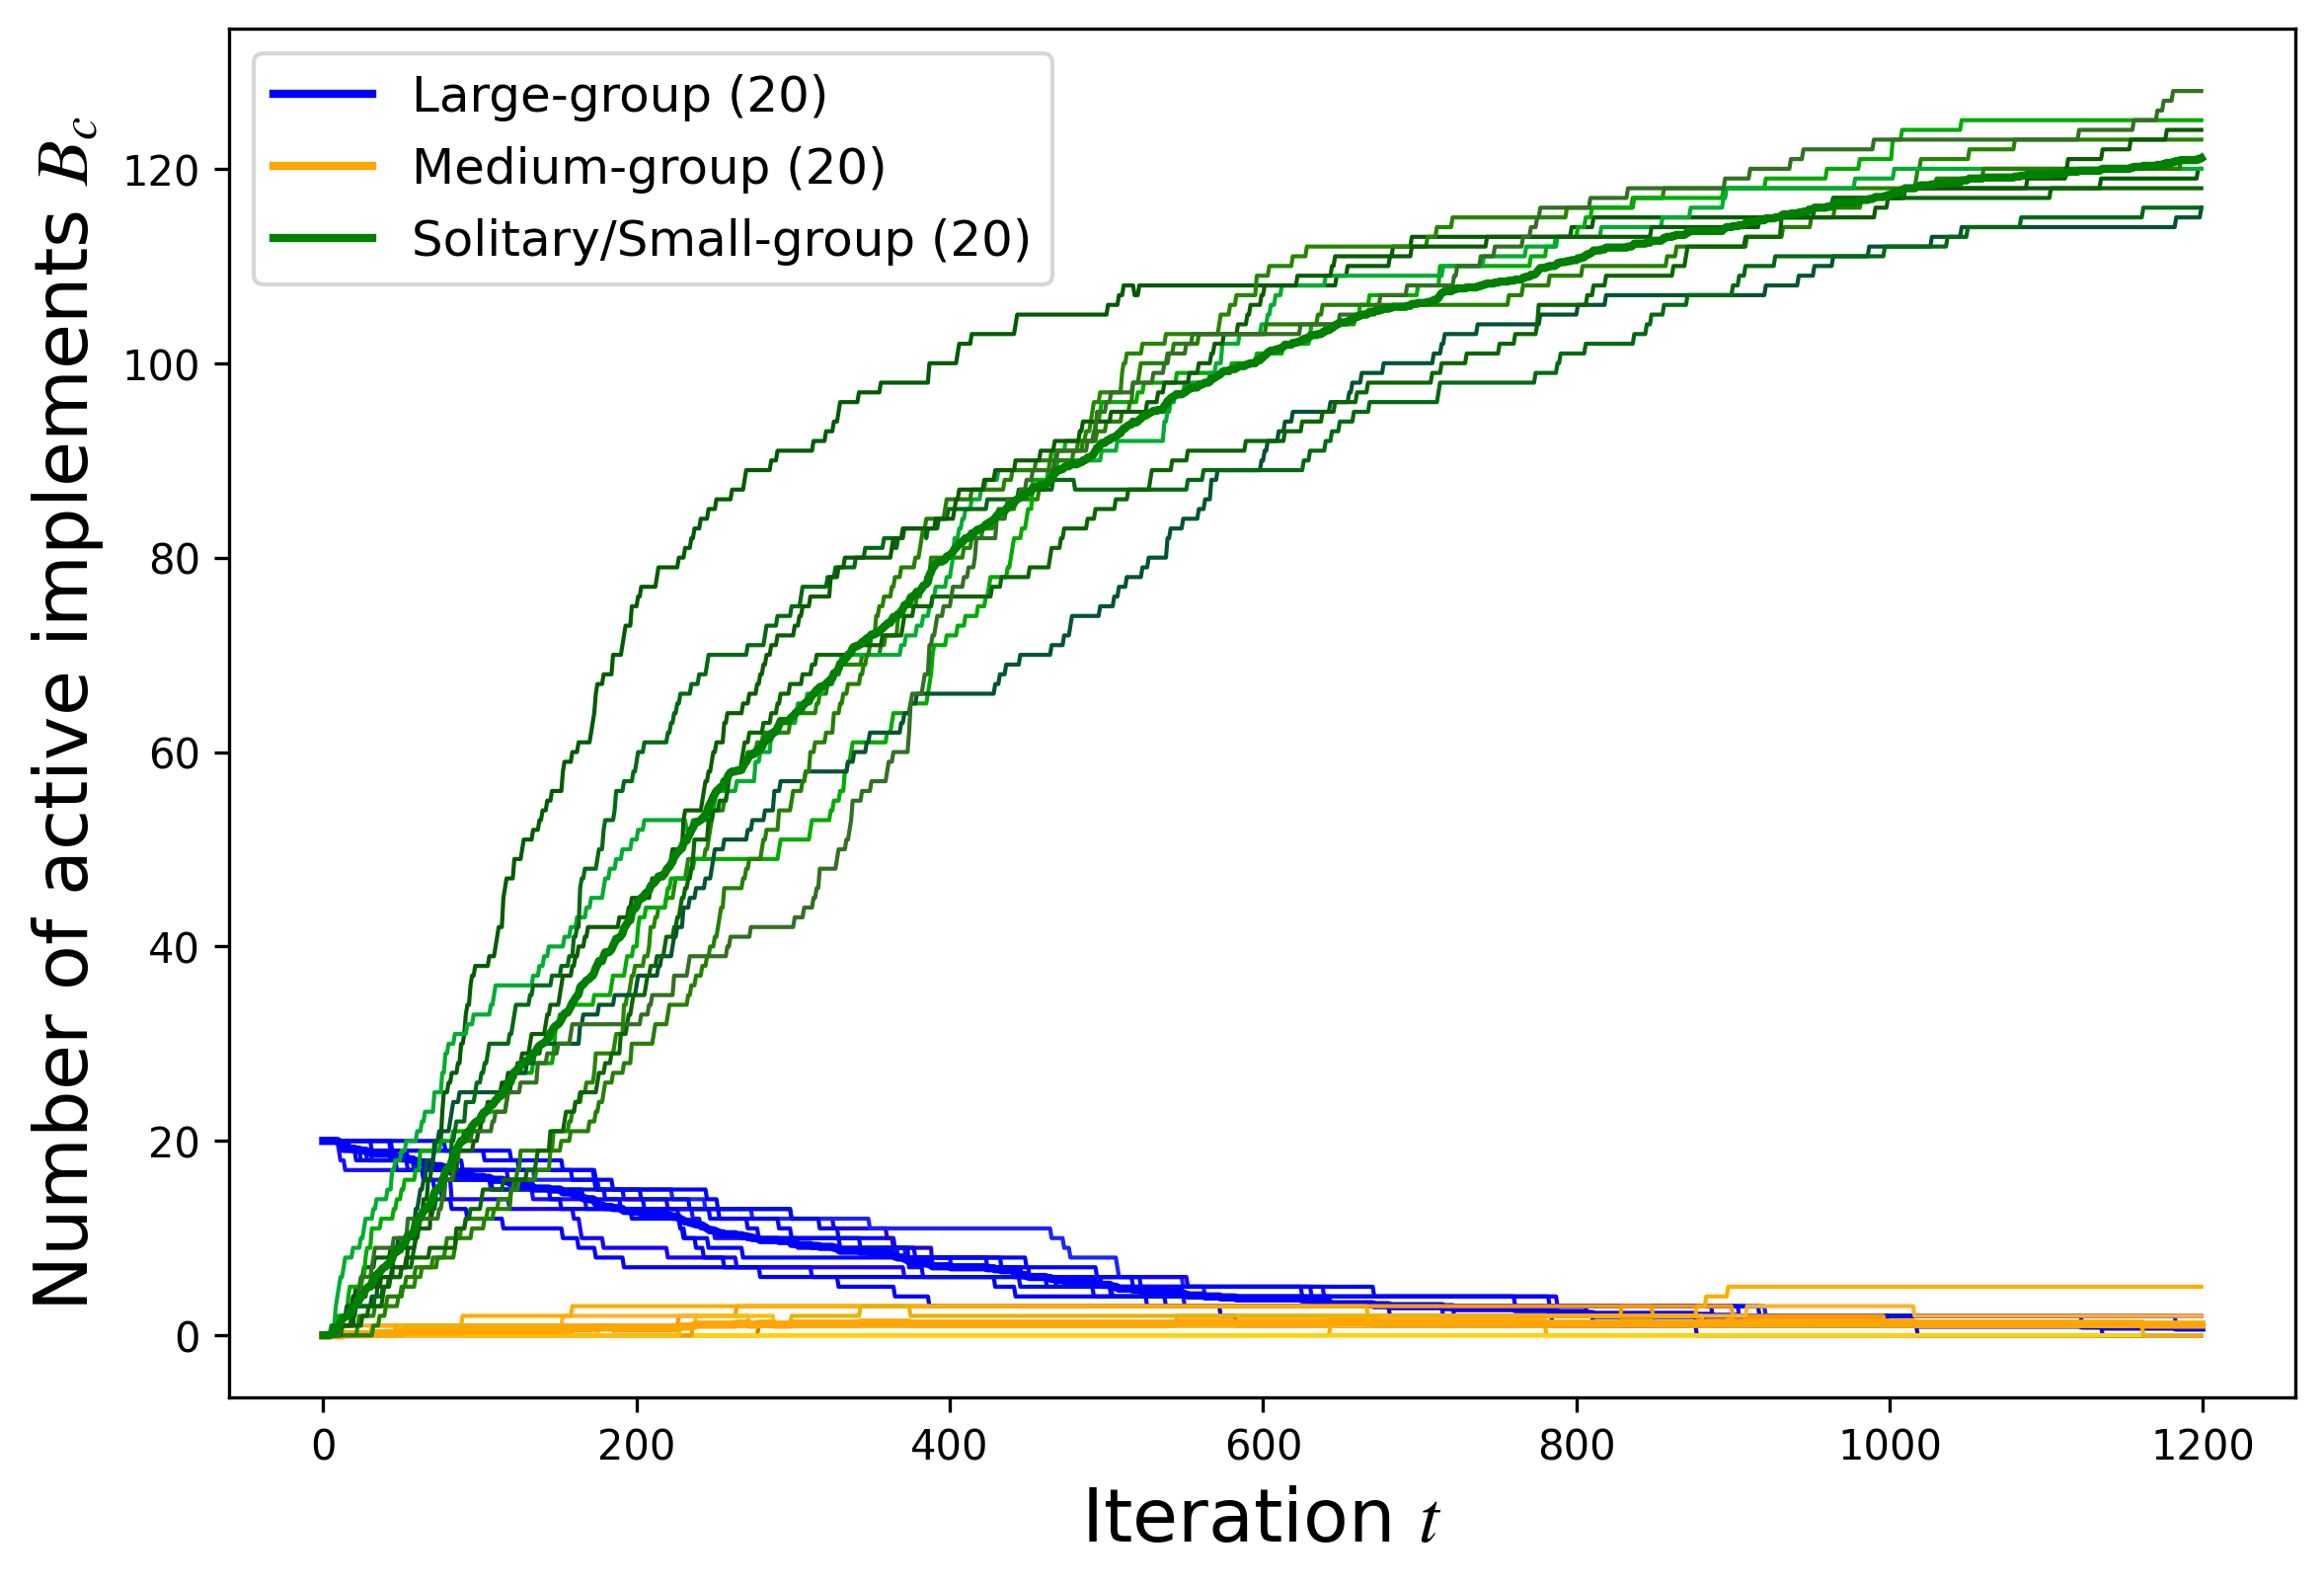 Large-group (20)
Medium-group (20)
Solitary/Small-group (20)
Number of active implements B_c
120
100
80
60
40
20
0
0 200 400 600 800 1000 1200
Iteration t